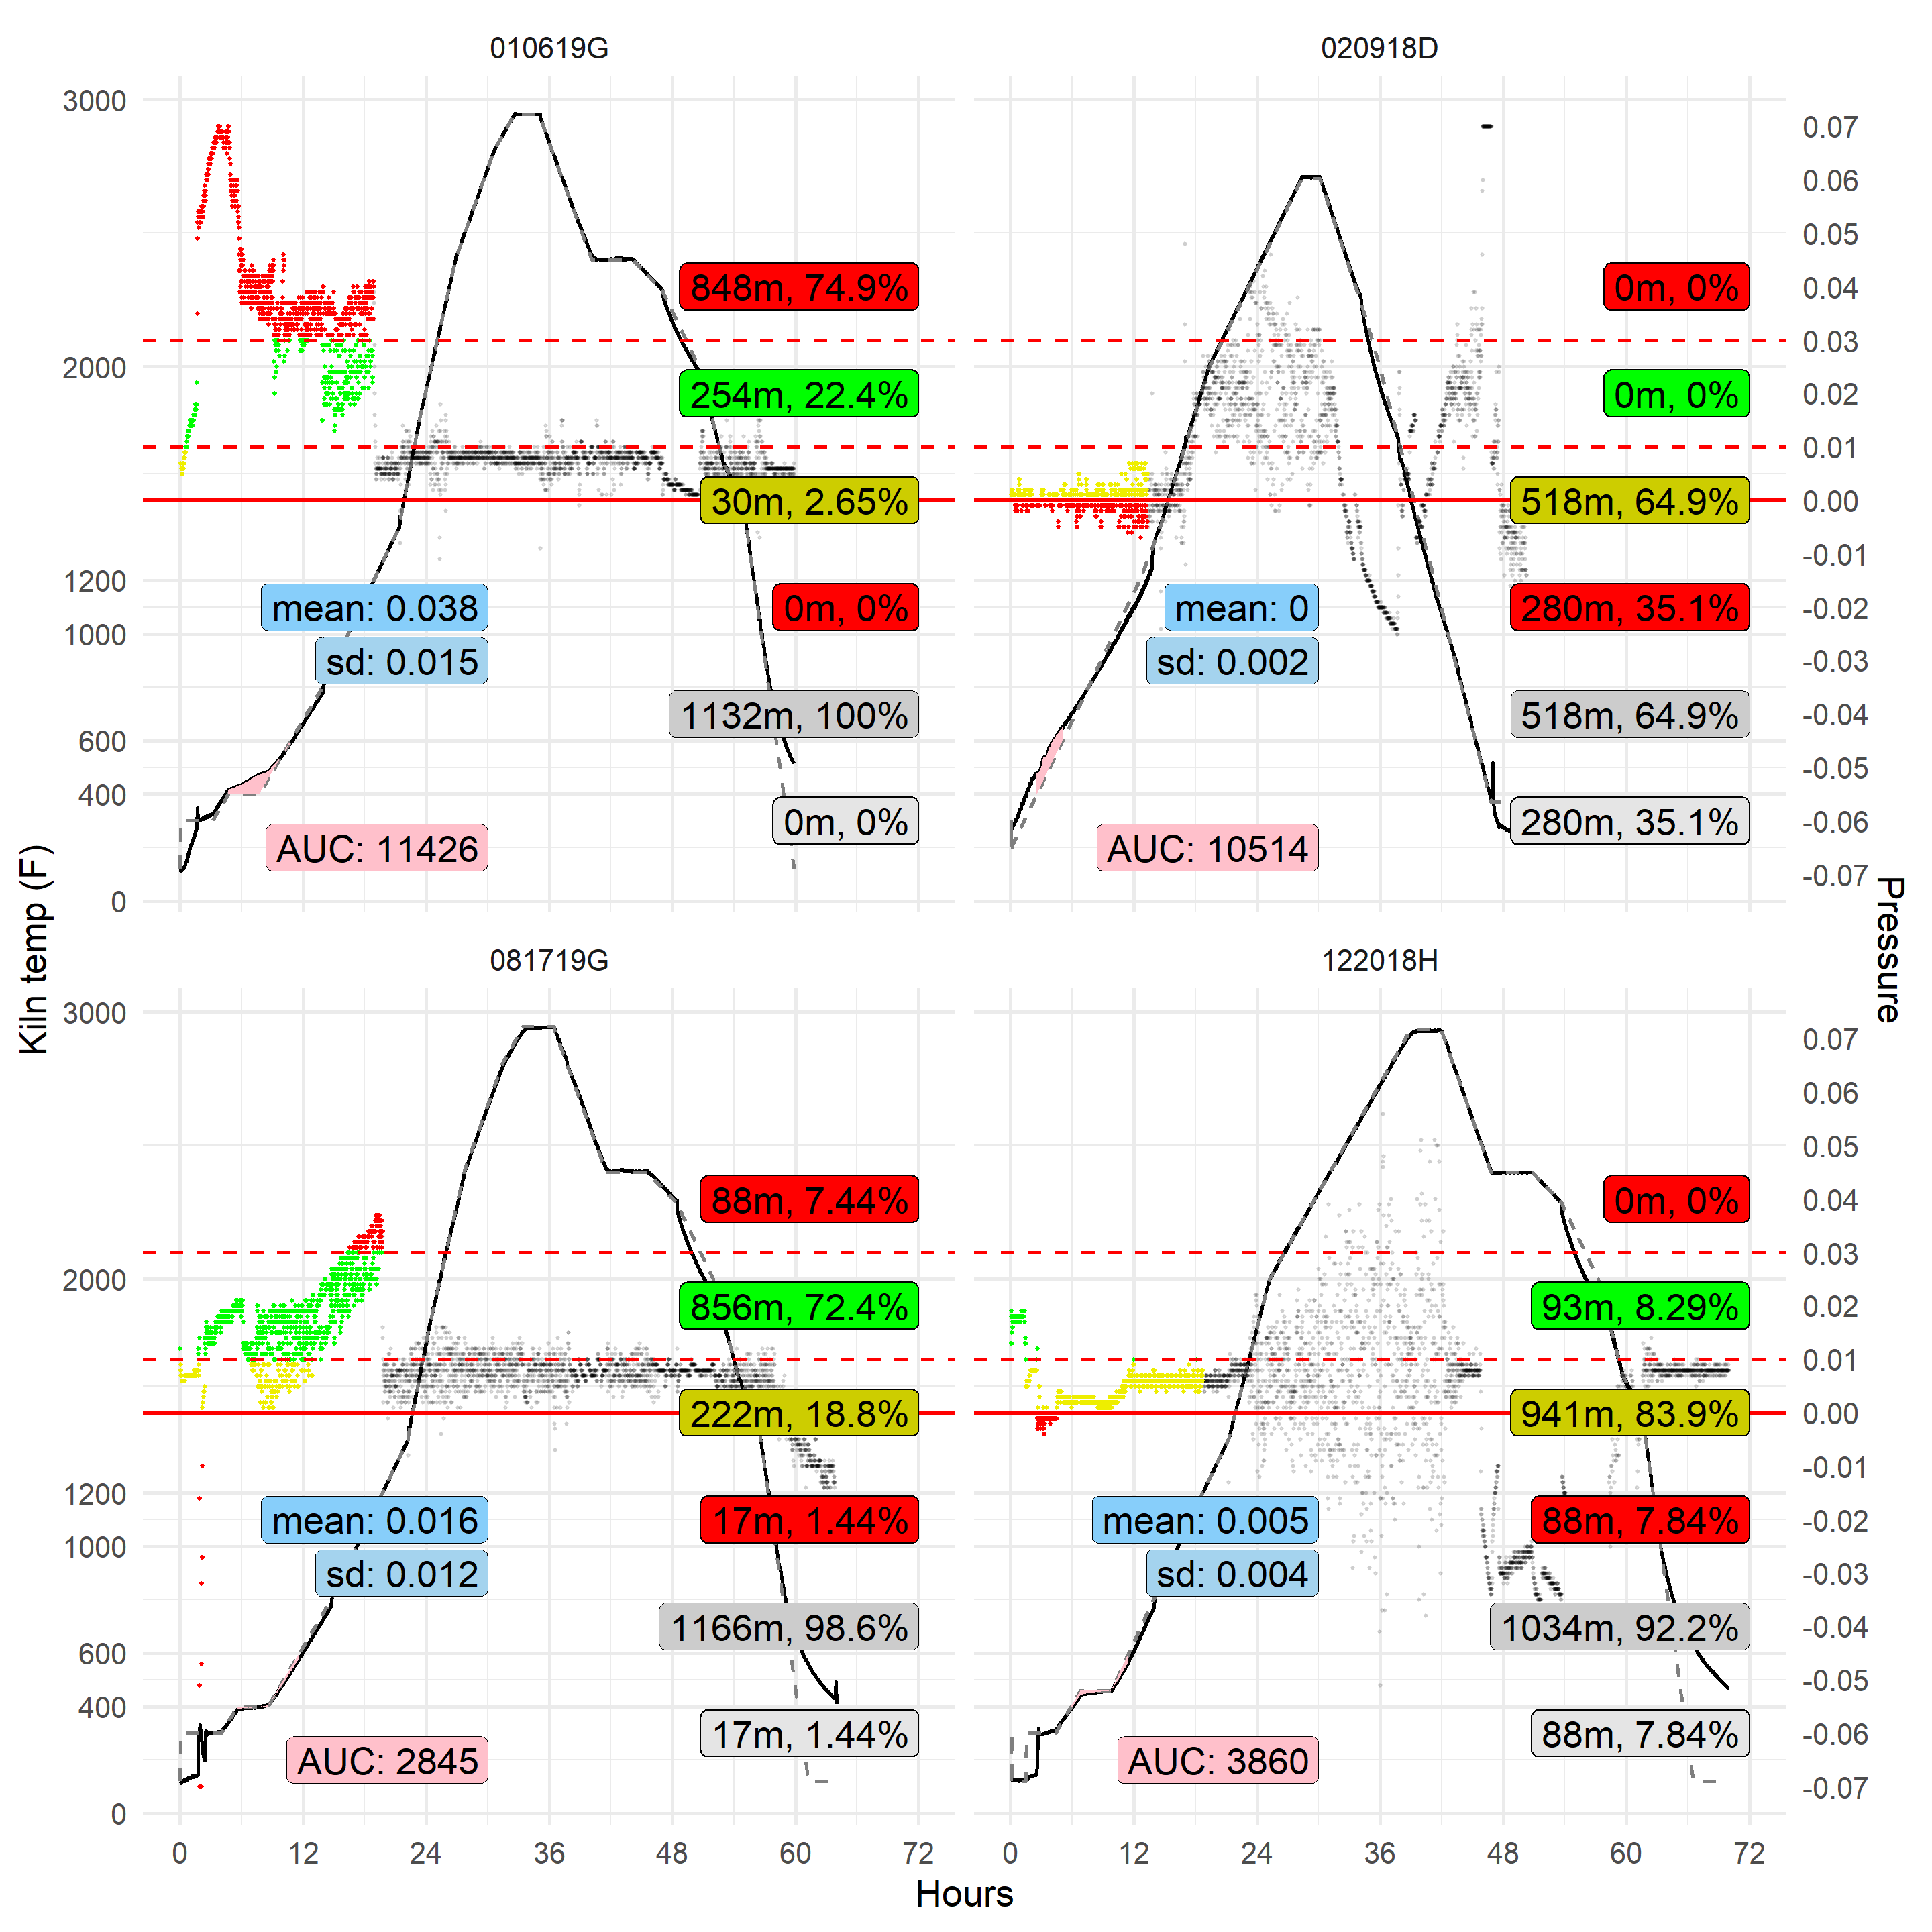 010619G
020918D
3000
2000
1200
1000
600
400
0
848m, 74.9%
254m, 22.4%
30m, 2.65%
0m, 0%
1132m, 100%
0m, 0%
mean: 0.038
sd: 0.015
AUC: 11426
0m, 0%
0m, 0%
518m, 64.9%
280m, 35.1%
518m, 64.9%
280m, 35.1%
mean: 0
sd: 0.002
AUC: 10514
0.07
0.06
0.05
0.04
0.03
0.02
0.01
0.00
-0.01
-0.02
-0.03
-0.04
-0.05
-0.06
-0.07
Kiln temp (F)
Pressure
081719G
122018H
3000
2000
1200
1000
600
400
0
88m, 7.44%
856m, 72.4%
222m, 18.8%
17m, 1.44%
1166m, 98.6%
17m, 1.44%
mean: 0.016
sd: 0.012
AUC: 2845
0m, 0%
93m, 8.29%
941m, 83.9%
88m, 7.84%
1034m, 92.2%
88m, 7.84%
mean: 0.005
sd: 0.004
AUC: 3860
0.07
0.06
0.05
0.04
0.03
0.02
0.01
0.00
-0.01
-0.02
-0.03
-0.04
-0.05
-0.06
-0.07
0 12 24 36 48 60 72
0 12 24 36 48 60 72
Hours